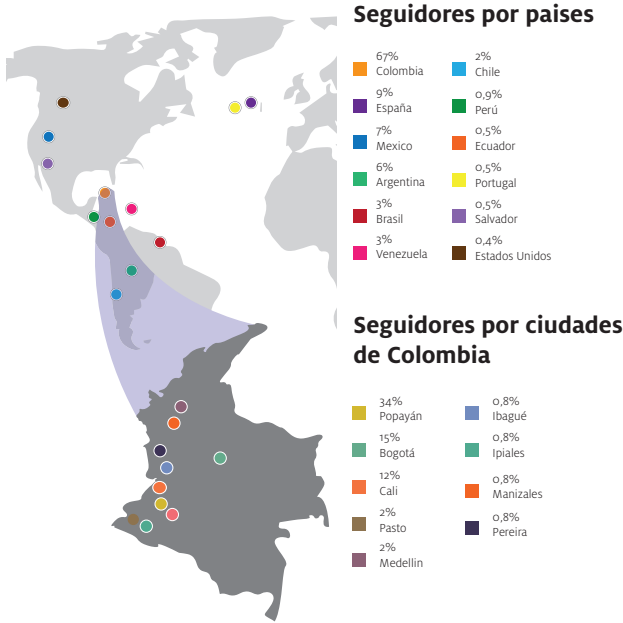 Seguidores por paises
67%
Colombia
9%
España
7%
Mexico
6%
Argentina
3%
Brasil
3%
Venezuela
2%
Chile
0,9%
Perú
0,5%
Ecuador
0,5%
Portugal
0,5%
Salvador
0,4%
Estados Unidos
Seguidores por ciudades
de Colombia
34%
Popayán
15%
Bogotá
12%
Cali
2%
Pasto
2%
Medellin
0,8%
Ibagué
0,8%
Ipiales
0,8%
Manizales
0,8%
Pereira